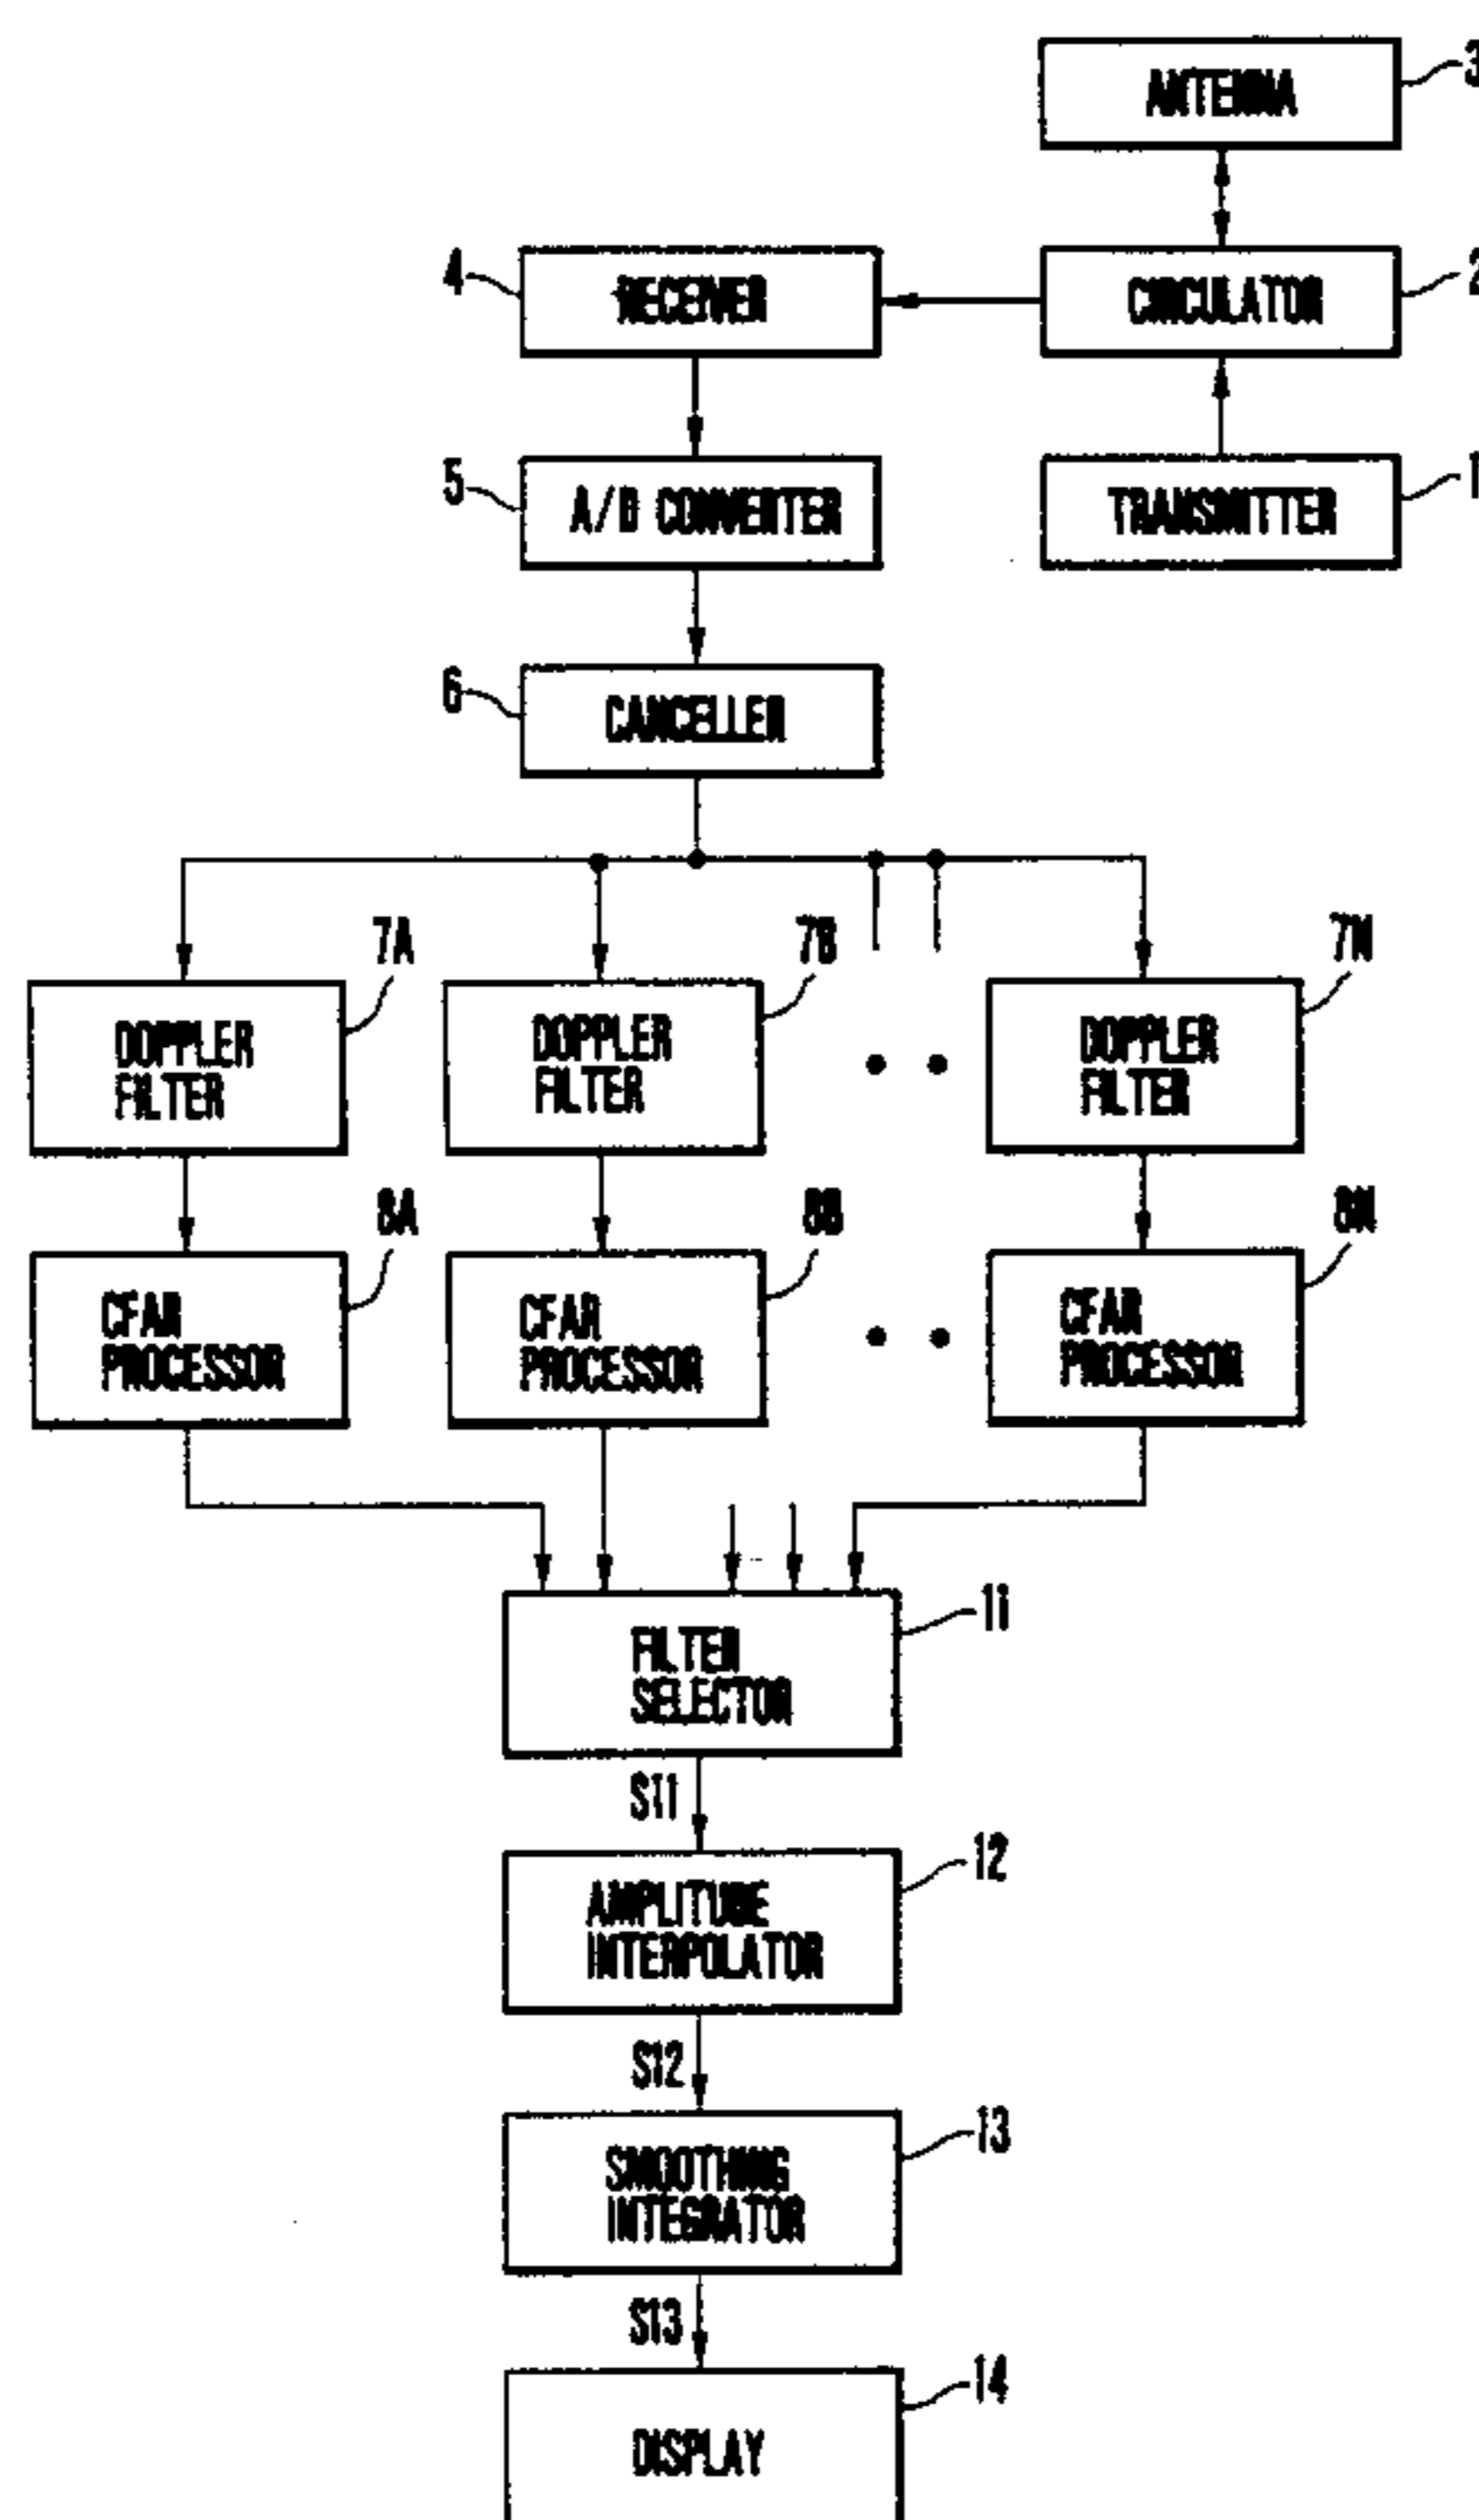 ANTENNA
3
4
RECEIVER
CIRCULATOR
2
5
A/D CONVERTER
TRANSMITTER
1
6
CANCELLER
7A
7B
7N
DOPPLER
FILTER
DOPPLER
FILTER
DOPPLER
FILTER
8A
8B
8N
CFAR
PROCESSOR
CFAR
PROCESSOR
CFAR
PROCESSOR
11
FILTER
SELECTOR
S11
12
AMPLITUDE
INTERPOLATOR
S12
13
SMOOTHING
INTEGRATOR
S13
14
DISPLAY